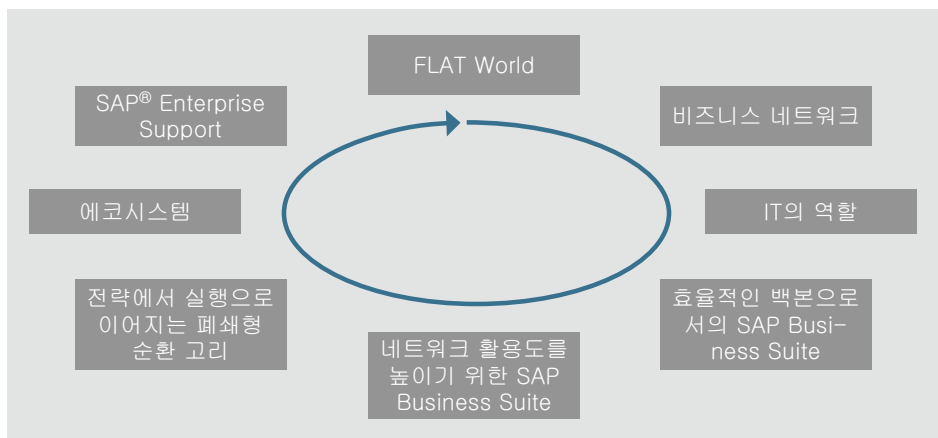 FLAT World
SAP® Enterprise
Support
비즈니스 네트워크
에코시스템
IT의 역할
전략에서 실행으로
이어지는 폐쇄형
순환 고리
효율적인 백본으로
서의 SAP Busi-
ness Suite
네트워크 활용도를
높이기 위한 SAP
Business Suite